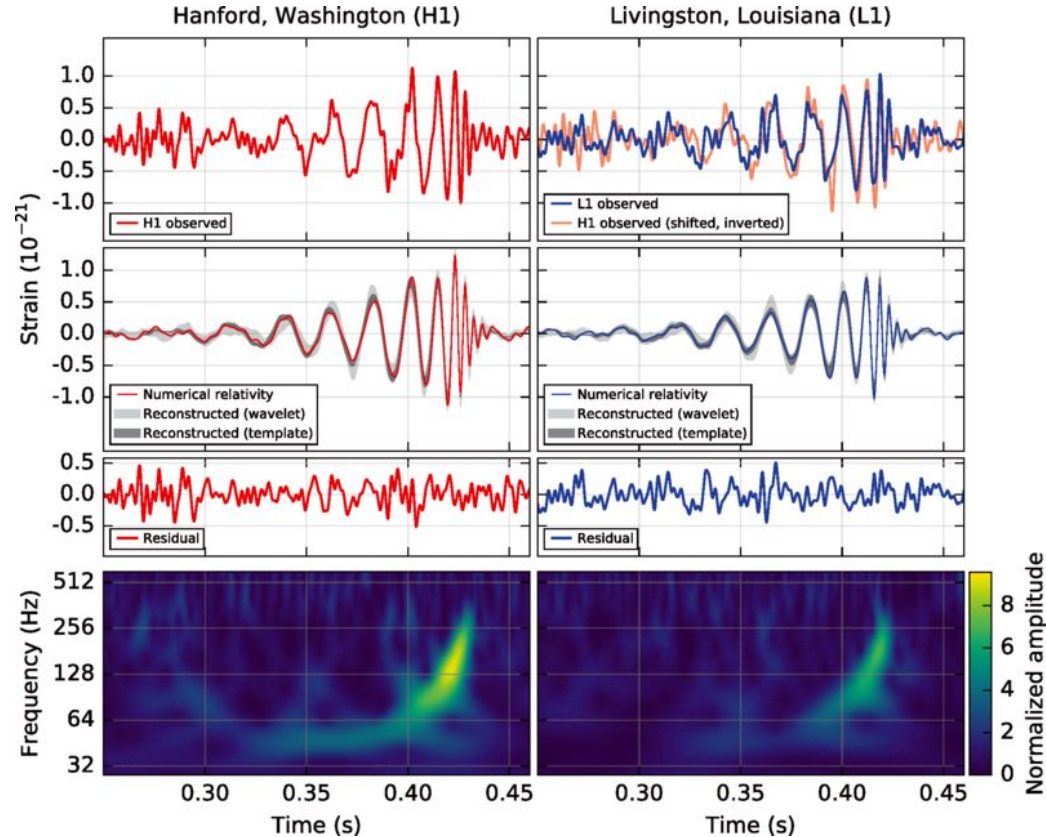 Hanford, Washington (H1)
Livingston, Louisiana (L1)
Strain (10⁻²¹)
1.0
0.5
0.0
-0.5
-1.0
H1 observed
L1 observed
H1 observed (shifted, inverted)
1.0
0.5
0.0
-0.5
-1.0
Numerical relativity
Reconstructed (wavelet)
Reconstructed (template)
Numerical relativity
Reconstructed (wavelet)
Reconstructed (template)
0.5
0.0
-0.5
Residual
Residual
Frequency (Hz)
512
256
128
64
32
0.30 0.35 0.40 0.45
Time (s)
0.30 0.35 0.40 0.45
Time (s)
8
6
4
2
0
Normalized amplitude